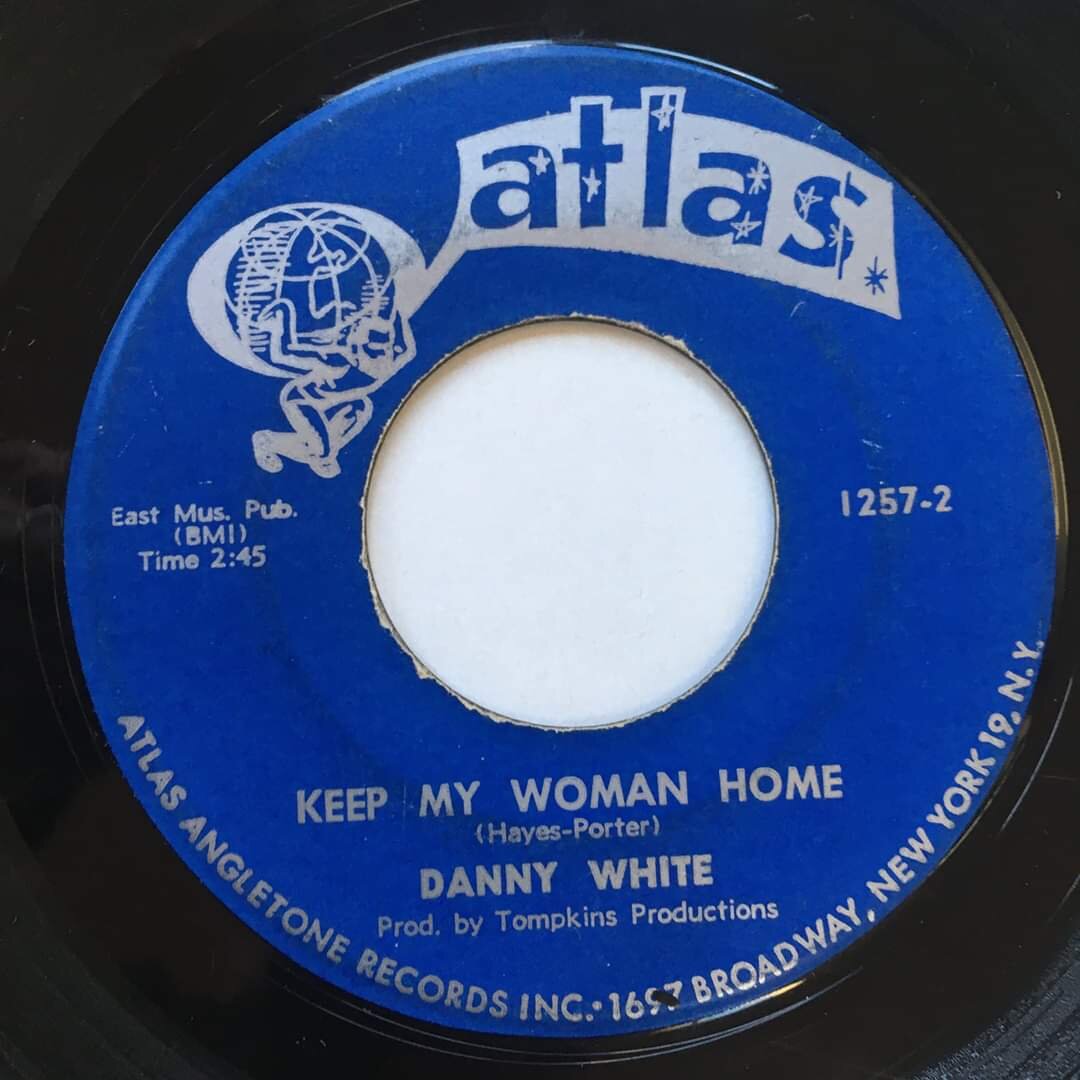 atlas
East Mus. Pub.
(BMI)
Time 2:45
1257-2
KEEP MY WOMAN HOME
(Hayes-Porter)
DANNY WHITE
Prod. by Tompkins Productions
ATLAS ANGLETONE RECORDS INC. • 1697 BROADWAY, NEW YORK 19, N.Y.